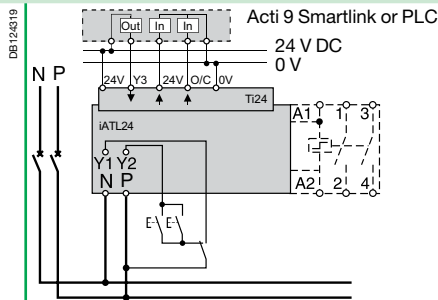 DB124319
Acti 9 Smartlink or PLC
Out In In
24 V DC
0 V
N P
24V Y3 24V O/C 0V
Ti24
iATL24
A1 1 3
Y1 Y2
N P
A2 2 4
E E